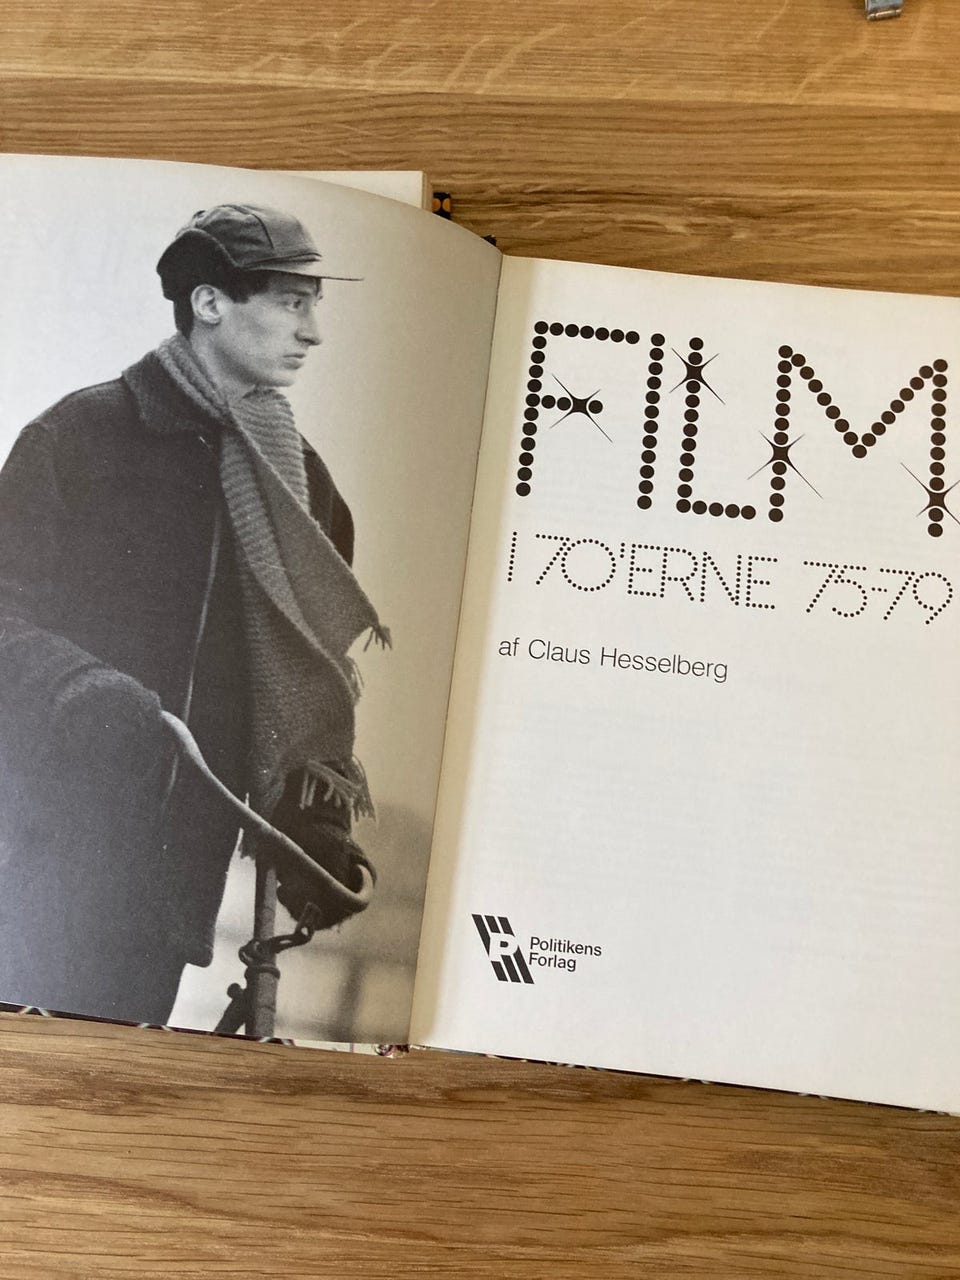 FILM
I 70'ERNE 75-79
af Claus Hesselberg
P Politikens
Forlag